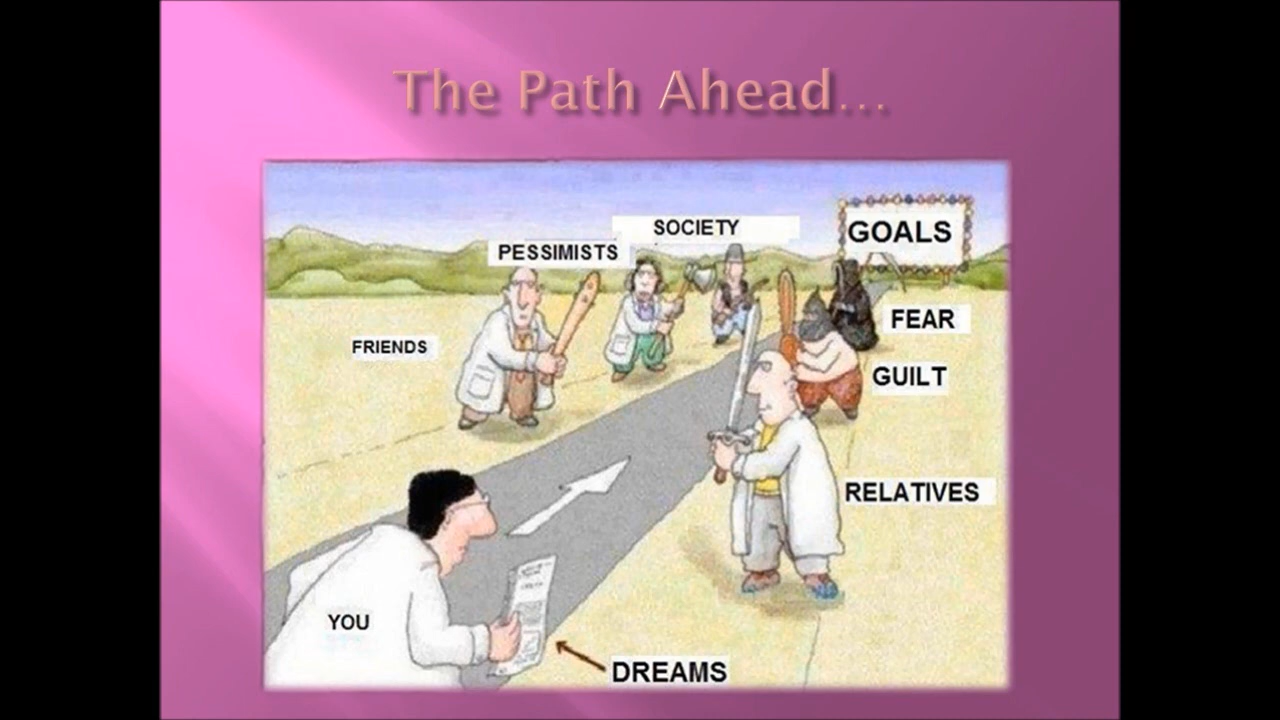 The Path Ahead...
SOCIETY
GOALS
PESSIMISTS
FEAR
FRIENDS
GUILT
RELATIVES
YOU
DREAMS